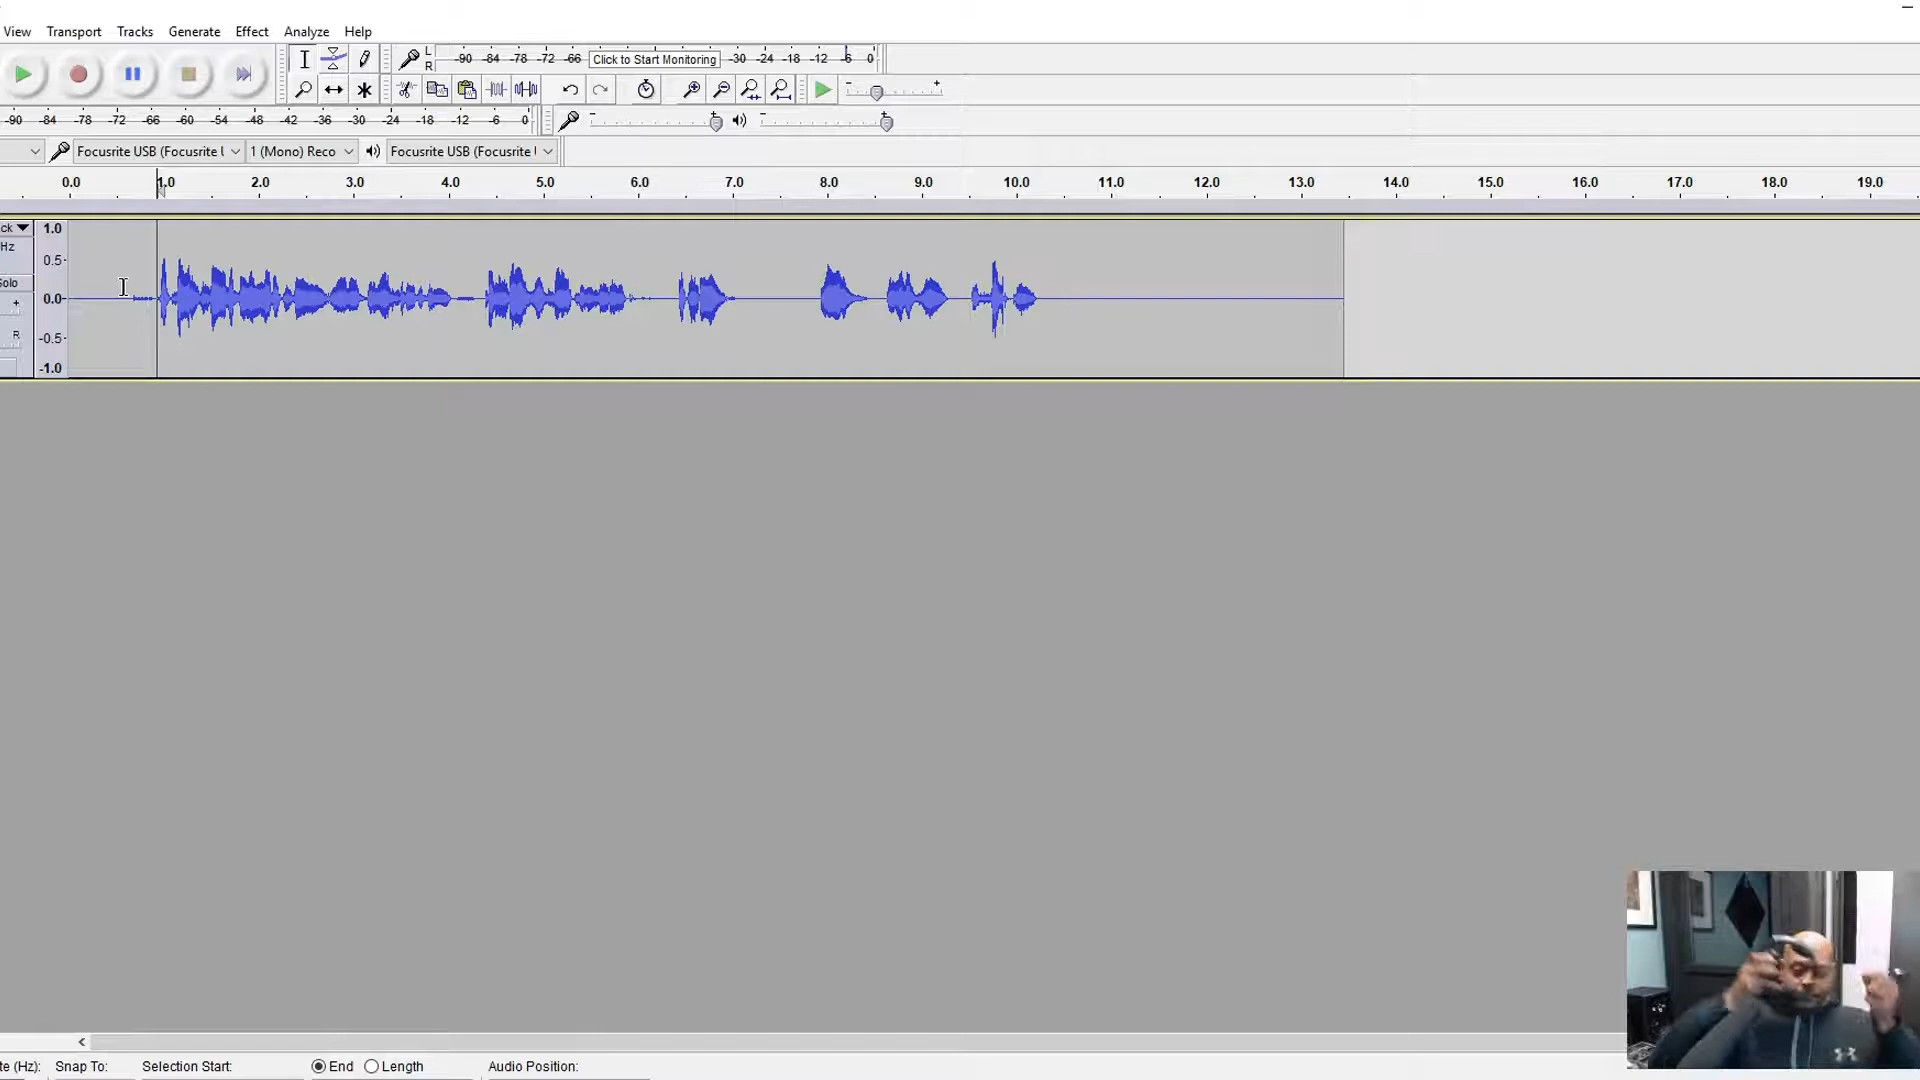 View Transport Tracks Generate Effect Analyze Help
L
R
-90 -84 -78 -72 -66 Click to Start Monitoring -30 -24 -18 -12 -6 0
-90 -84 -78 -72 -66 -60 -54 -48 -42 -36 -30 -24 -18 -12 -6 0
Focusrite USB (Focusrite 1 (Mono) Reco Focusrite USB (Focusrite
0.0 1.0 2.0 3.0 4.0 5.0 6.0 7.0 8.0 9.0 10.0 11.0 12.0 13.0 14.0 15.0 16.0 17.0 18.0 19.0
ck 1.0
Hz
0.5
Solo
0.0
R
-0.5
-1.0
te (Hz): Snap To: Selection Start: End Length Audio Position: